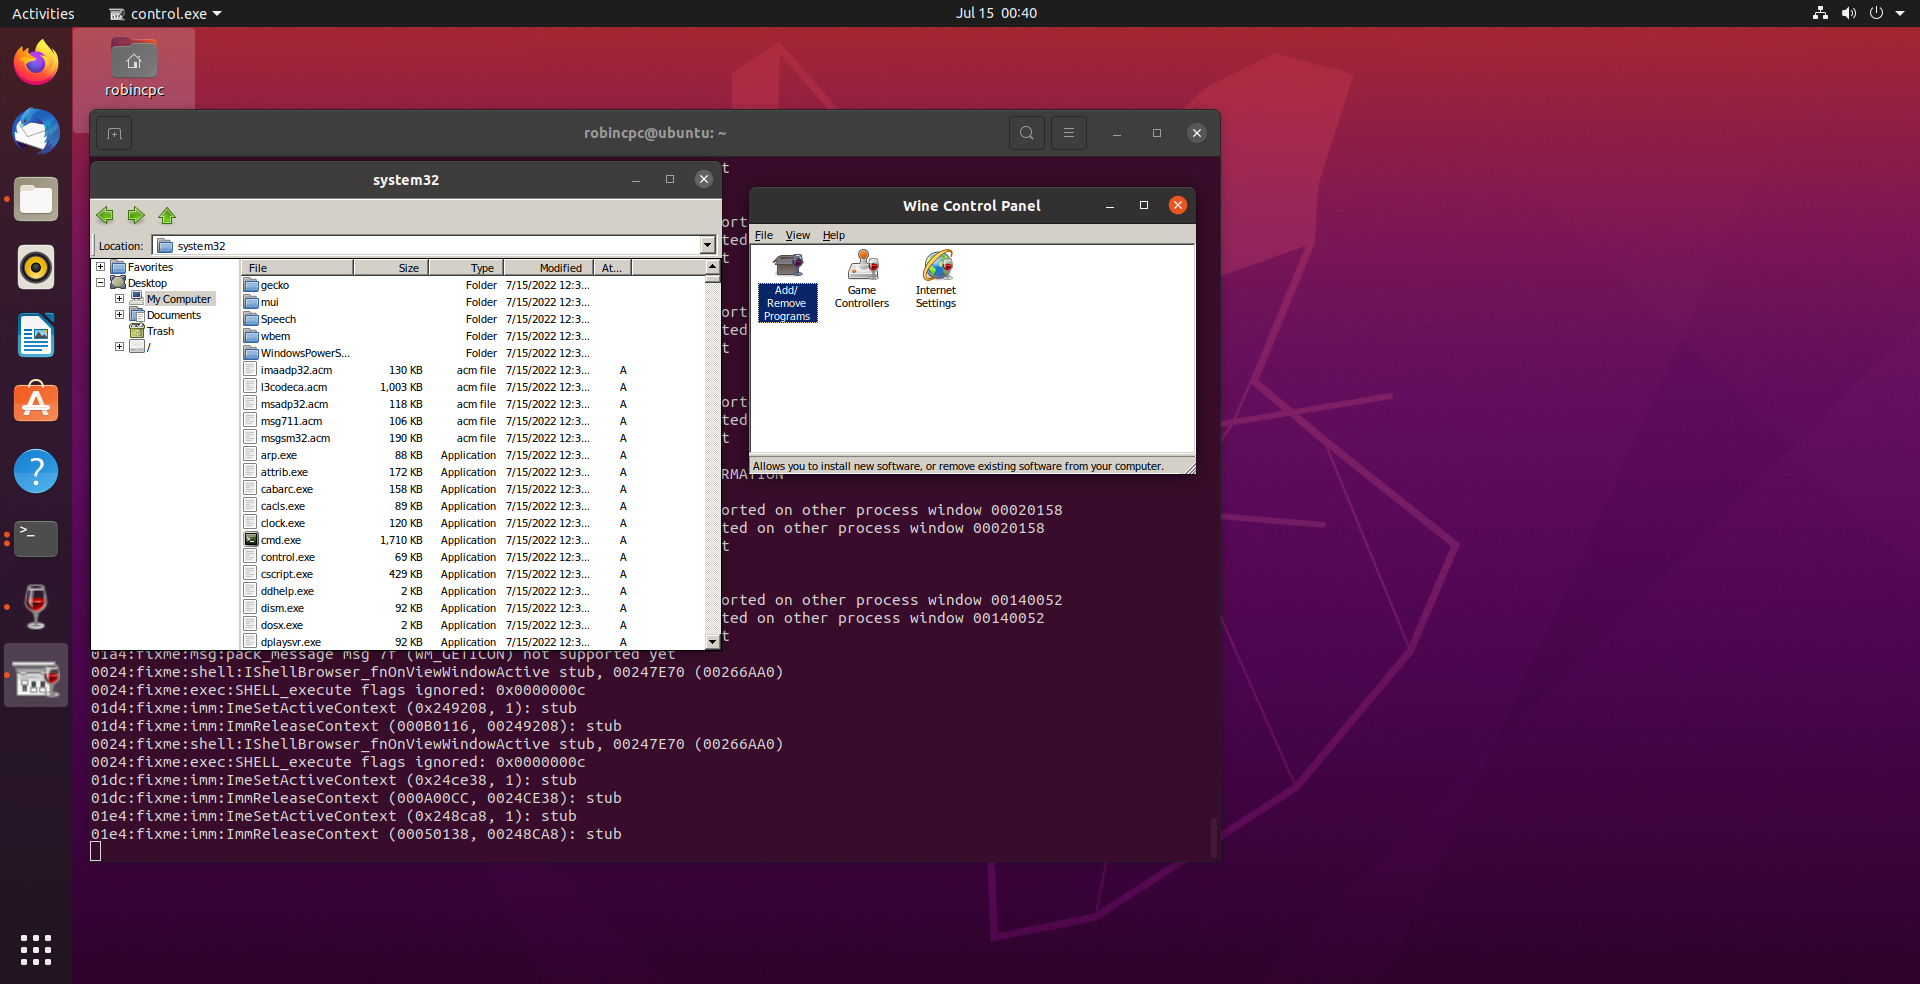 Activities
control.exe
Jul 15 00:40
robincpc
robincpc@ubuntu: ~
system32
Location: system32
Favorites
Desktop
My Computer
Documents
Trash
/
File Size Type Modified At...
gecko Folder 7/15/2022 12:3...
mui Folder 7/15/2022 12:3...
Speech Folder 7/15/2022 12:3...
wbem Folder 7/15/2022 12:3...
WindowsPowerS... Folder 7/15/2022 12:3...
imaadp32.acm 130 KB acm file 7/15/2022 12:3... A
l3codeca.acm 1,003 KB acm file 7/15/2022 12:3... A
msadp32.acm 118 KB acm file 7/15/2022 12:3... A
msg711.acm 106 KB acm file 7/15/2022 12:3... A
msgsm32.acm 190 KB acm file 7/15/2022 12:3... A
arp.exe 88 KB Application 7/15/2022 12:3... A
attrib.exe 172 KB Application 7/15/2022 12:3... A
cabarc.exe 158 KB Application 7/15/2022 12:3... A
cacls.exe 89 KB Application 7/15/2022 12:3... A
clock.exe 120 KB Application 7/15/2022 12:3... A
cmd.exe 1,710 KB Application 7/15/2022 12:3... A
control.exe 69 KB Application 7/15/2022 12:3... A
cscript.exe 429 KB Application 7/15/2022 12:3... A
ddhelp.exe 2 KB Application 7/15/2022 12:3... A
dism.exe 92 KB Application 7/15/2022 12:3... A
dosx.exe 2 KB Application 7/15/2022 12:3... A
dplaysvr.exe 92 KB Application 7/15/2022 12:3... A
Wine Control Panel
File View Help
Add/
Remove
Programs
Game
Controllers
Internet
Settings
Allows you to install new software, or remove existing software from your computer.
t
ort
ted
t
ort
ted
t
ort
ted
t
RMATION
orted on other process window 00020158
ted on other process window 00020158
t
orted on other process window 00140052
ted on other process window 00140052
t
01a4:fixme:msg:pack_message msg 7f (WM_GETICON) not supported yet
0024:fixme:shell:IShellBrowser_fnOnViewWindowActive stub, 00247E70 (00266AA0)
0024:fixme:exec:SHELL_execute flags ignored: 0x0000000c
01d4:fixme:imm:ImeSetActiveContext (0x249208, 1): stub
01d4:fixme:imm:ImmReleaseContext (000B0116, 00249208): stub
0024:fixme:shell:IShellBrowser_fnOnViewWindowActive stub, 00247E70 (00266AA0)
0024:fixme:exec:SHELL_execute flags ignored: 0x0000000c
01dc:fixme:imm:ImeSetActiveContext (0x24ce38, 1): stub
01dc:fixme:imm:ImmReleaseContext (000A00CC, 0024CE38): stub
01e4:fixme:imm:ImeSetActiveContext (0x248ca8, 1): stub
01e4:fixme:imm:ImmReleaseContext (00050138, 00248CA8): stub